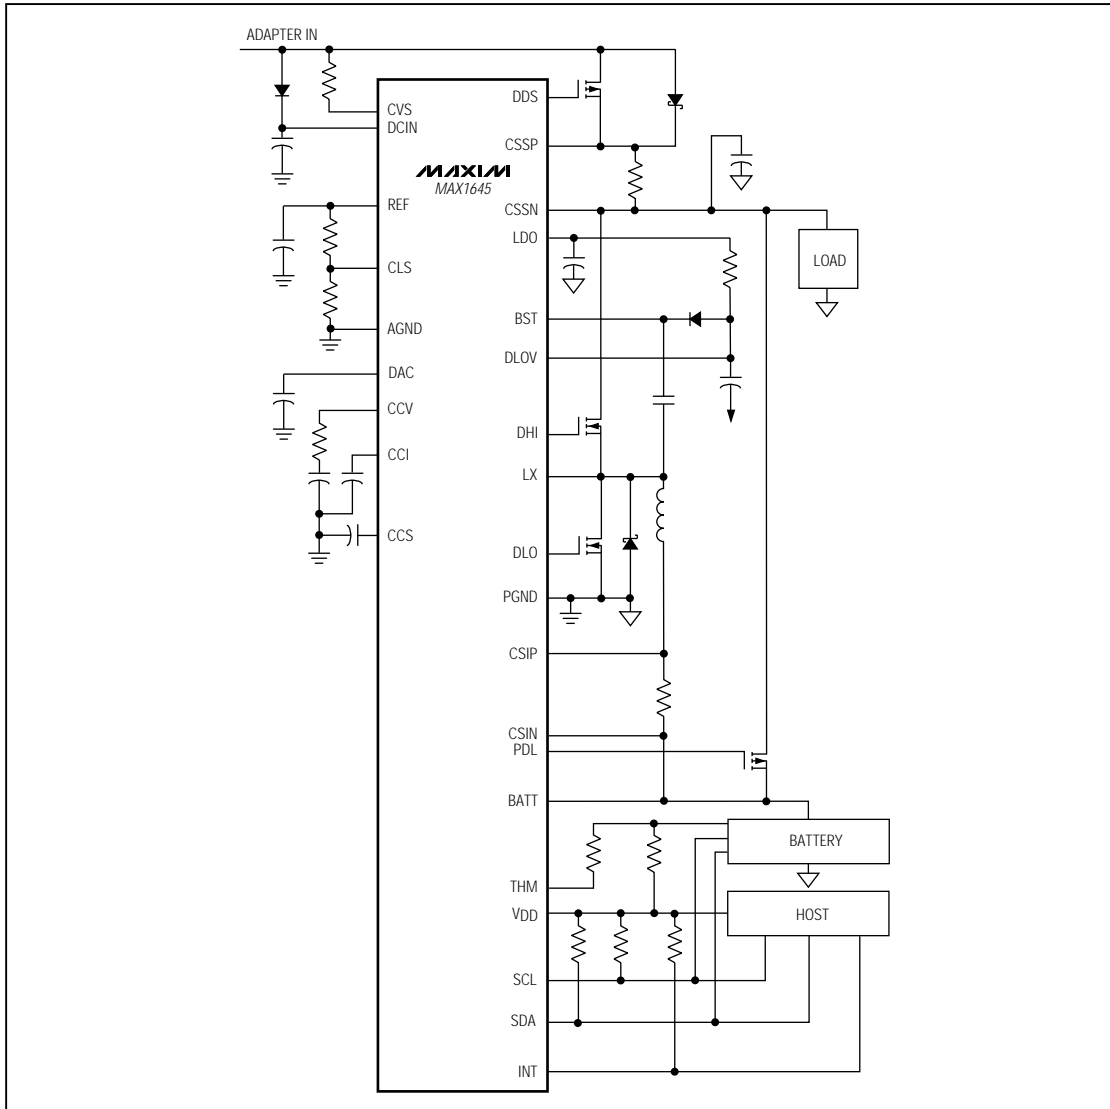 ADAPTER IN
CVS
DCIN
REF
CLS
AGND
DAC
CCV
CCI
CCS
MAXIM
MAX1645
DDS
CSSP
CSSN
LDO
BST
DLOV
DHI
LX
DLO
PGND
CSIP
CSIN
PDL
BATT
THM
VDD
SCL
SDA
INT
LOAD
BATTERY
HOST